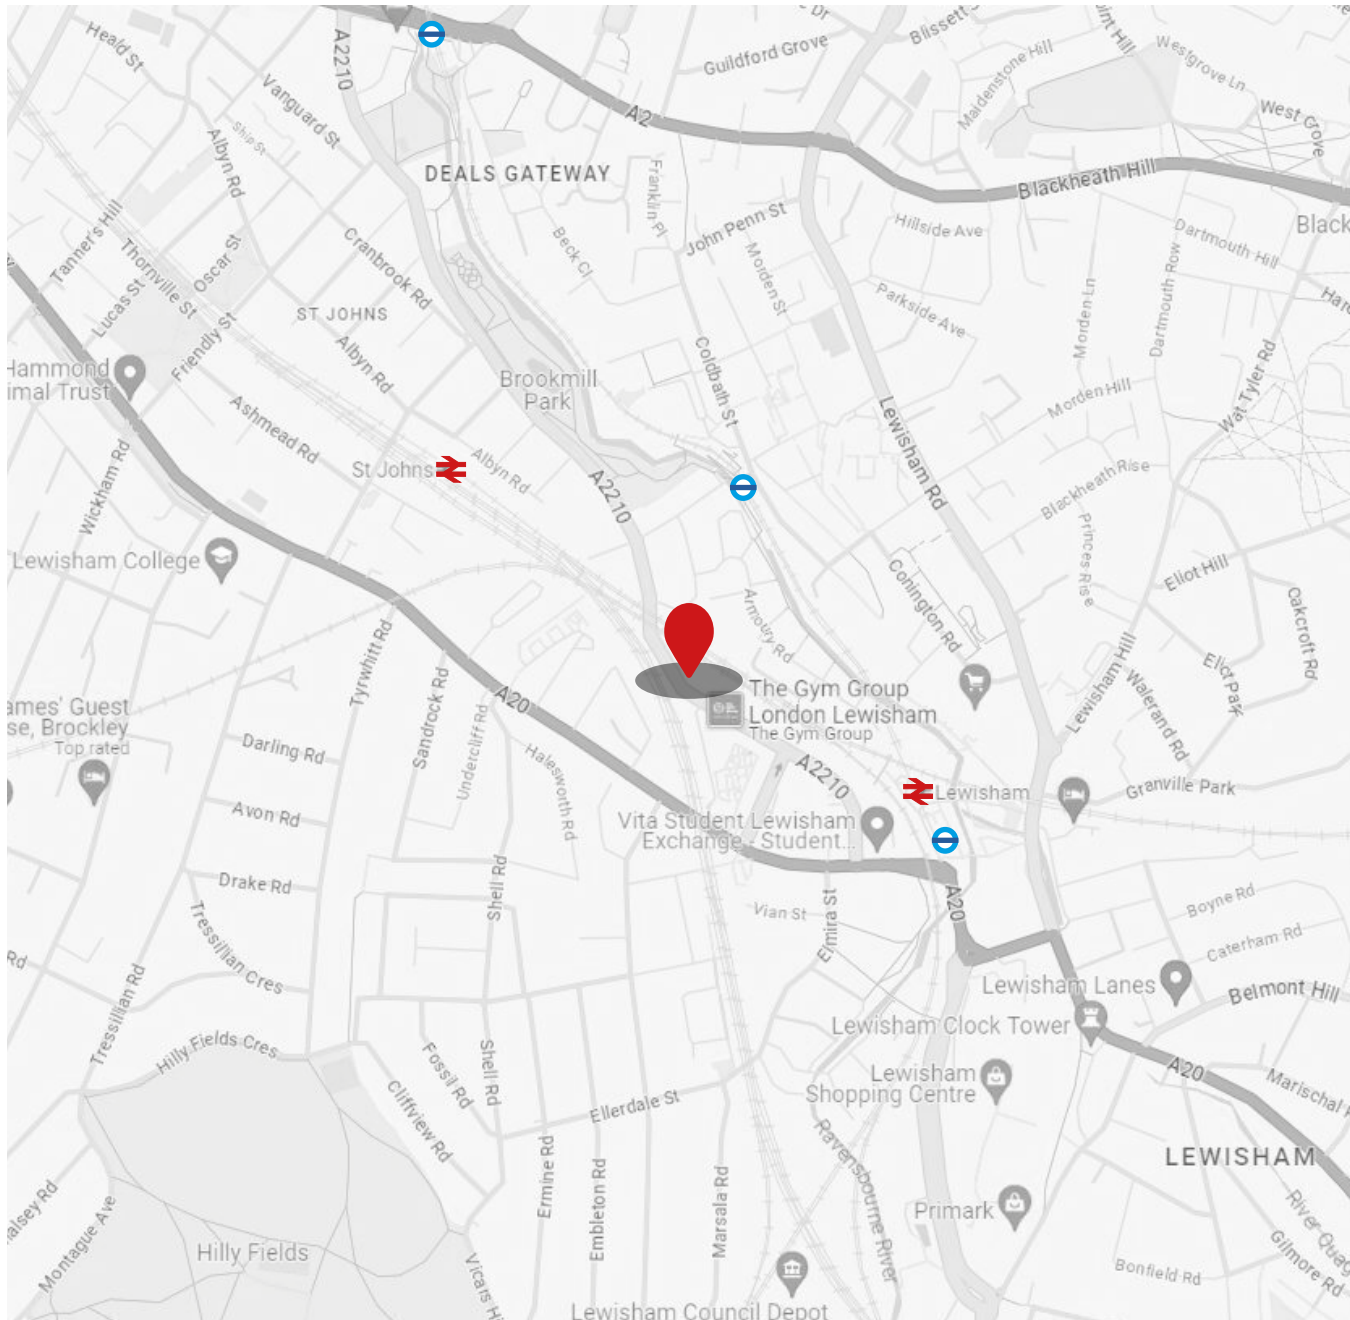 Heald St
A2210
Dr
Guildford Grove
Blissett S
Maidenstone Hill
oint Hill
Westgrove Ln
West Grove
Vanguard St
Ship St
Albyn Rd
A2
DEALS GATEWAY
Franklin Pl
Blackheath Hill
John Penn St
Hillside Ave
Dartmouth Hill
Black
Tanner's Hill
Thornville St
Oscar St
Cranbrook Rd
Beck Cl
Morden St
Parkside Ave
Morden Ln
Dartmouth Row
Hare
Lucas St
ST JOHNS
Friendly St
Albyn Rd
Hammond
imal Trust
Brookmill
Park
Coldbath St
Lewisham Rd
Morden Hill
Wat Tyler Rd
Ashmead Rd
St Johns
Albyn Rd
A2210
Blackheath Rise
Wickham Rd
Princes Rise
Lewisham College
Eliot Hill
Armoury Rd
Conington Rd
Oakcroft Rd
Tyrwhitt Rd
Sandrock Rd
A20
The Gym Group
London Lewisham
The Gym Group
Lewisham Hill
Eliot Park
Walerand Rd
ames' Guest
se, Brockley
Top rated
Darling Rd
Undercliff Rd
Halesworth Rd
A2210
Lewisham
Granville Park
Avon Rd
Vita Student Lewisham
Exchange - Student...
Drake Rd
Shell Rd
Vian St
Elmira St
A20
Boyne Rd
Tressillian Cres
Caterham Rd
Rd
Tressillian Rd
Lewisham Lanes
Belmont Hill
Lewisham Clock Tower
Hilly Fields Cres
Fossil Rd
Shell Rd
Lewisham
Shopping Centre
A20
Marischal R
Cliffview Rd
Ellerdale St
Ravensbourne River
LEWISHAM
Ermine Rd
Embleton Rd
Marsala Rd
alsey Rd
Montague Ave
Primark
River Quag
Gilmore Rd
Hilly Fields
Vicars Hi
Bonfield Rd
Lewisham Council Depot